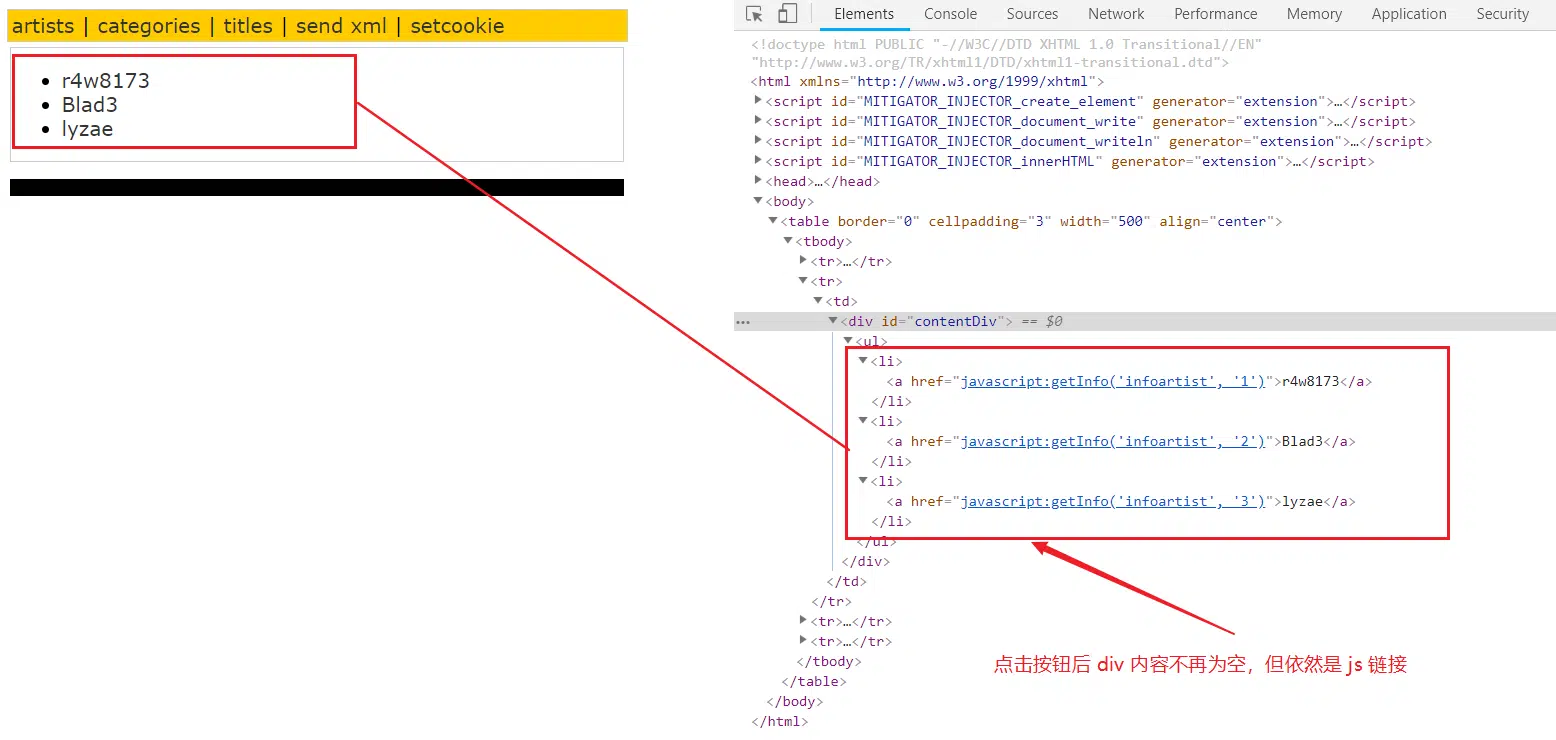 artists | categories | titles | send xml | setcookie
r4w8173
Blad3
lyzae
Elements Console Sources Network Performance Memory Application Security
<!doctype html PUBLIC "-//W3C//DTD XHTML 1.0 Transitional//EN"
"http://www.w3.org/TR/xhtml1/DTD/xhtml1-transitional.dtd">
<html xmlns="http://www.w3.org/1999/xhtml">
<script id="MITIGATOR_INJECTOR_create_element" generator="extension">…</script>
<script id="MITIGATOR_INJECTOR_document_write" generator="extension">…</script>
<script id="MITIGATOR_INJECTOR_document_writeln" generator="extension">…</script>
<script id="MITIGATOR_INJECTOR_innerHTML" generator="extension">…</script>
<head>…</head>
<body>
<table border="0" cellpadding="3" width="500" align="center">
<tbody>
<tr>…</tr>
<tr>
<td>
<div id="contentDiv"> == $0
<ul>
<li>
<a href="javascript:getInfo('infoartist', '1')">r4w8173</a>
</li>
<li>
<a href="javascript:getInfo('infoartist', '2')">Blad3</a>
</li>
<li>
<a href="javascript:getInfo('infoartist', '3')">lyzae</a>
</li>
</ul>
</div>
</td>
</tr>
<tr>…</tr>
<tr>…</tr>
</tbody>
</table>
</body>
</html>
点击按钮后 div 内容不再为空，但依然是 js 链接